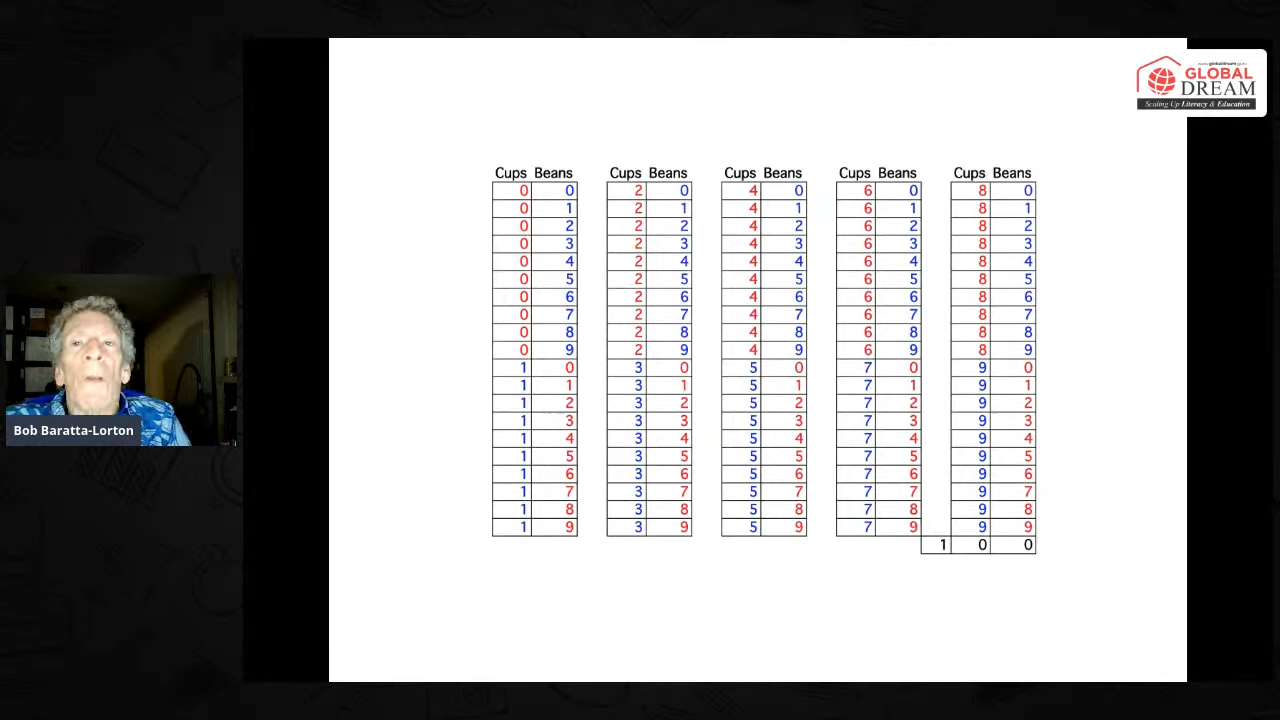 GLOBAL
DREAM
Scaling Up Literacy & Education
Cups Beans Cups Beans Cups Beans Cups Beans Cups Beans
0 0 2 0 4 0 6 0 8 0
0 1 2 1 4 1 6 1 8 1
0 2 2 2 4 2 6 2 8 2
0 3 2 3 4 3 6 3 8 3
0 4 2 4 4 4 6 4 8 4
0 5 2 5 4 5 6 5 8 5
0 6 2 6 4 6 6 6 8 6
0 7 2 7 4 7 6 7 8 7
0 8 2 8 4 8 6 8 8 8
0 9 2 9 4 9 6 9 8 9
1 0 3 0 5 0 7 0 9 0
1 1 3 1 5 1 7 1 9 1
1 2 3 2 5 2 7 2 9 2
1 3 3 3 5 3 7 3 9 3
1 4 3 4 5 4 7 4 9 4
1 5 3 5 5 5 7 5 9 5
1 6 3 6 5 6 7 6 9 6
1 7 3 7 5 7 7 7 9 7
1 8 3 8 5 8 7 8 9 8
1 9 3 9 5 9 7 9 9 9
1 0 0
Bob Baratta-Lorton